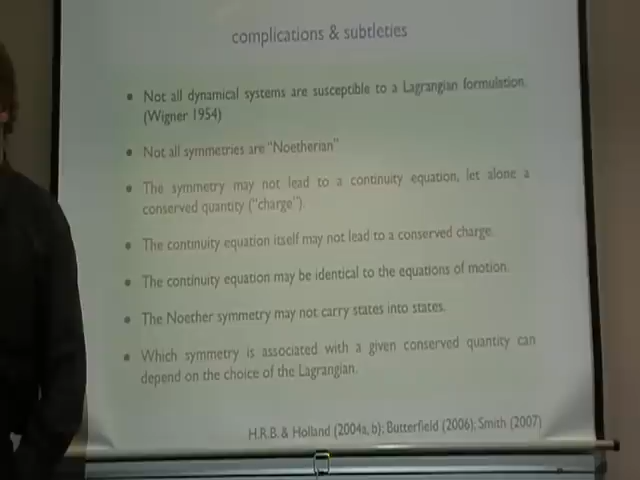 complications & subtleties
• Not all dynamical systems are susceptible to a Lagrangian formulation.
(Wigner 1954)
• Not all symmetries are "Noetherian"
• The symmetry may not lead to a continuity equation, let alone a
conserved quantity ("charge").
• The continuity equation itself may not lead to a conserved charge.
• The continuity equation may be identical to the equations of motion.
• The Noether symmetry may not carry states into states.
• Which symmetry is associated with a given conserved quantity can
depend on the choice of the Lagrangian.
H.R.B. & Holland (2004a, b); Butterfield (2006); Smith (2007)